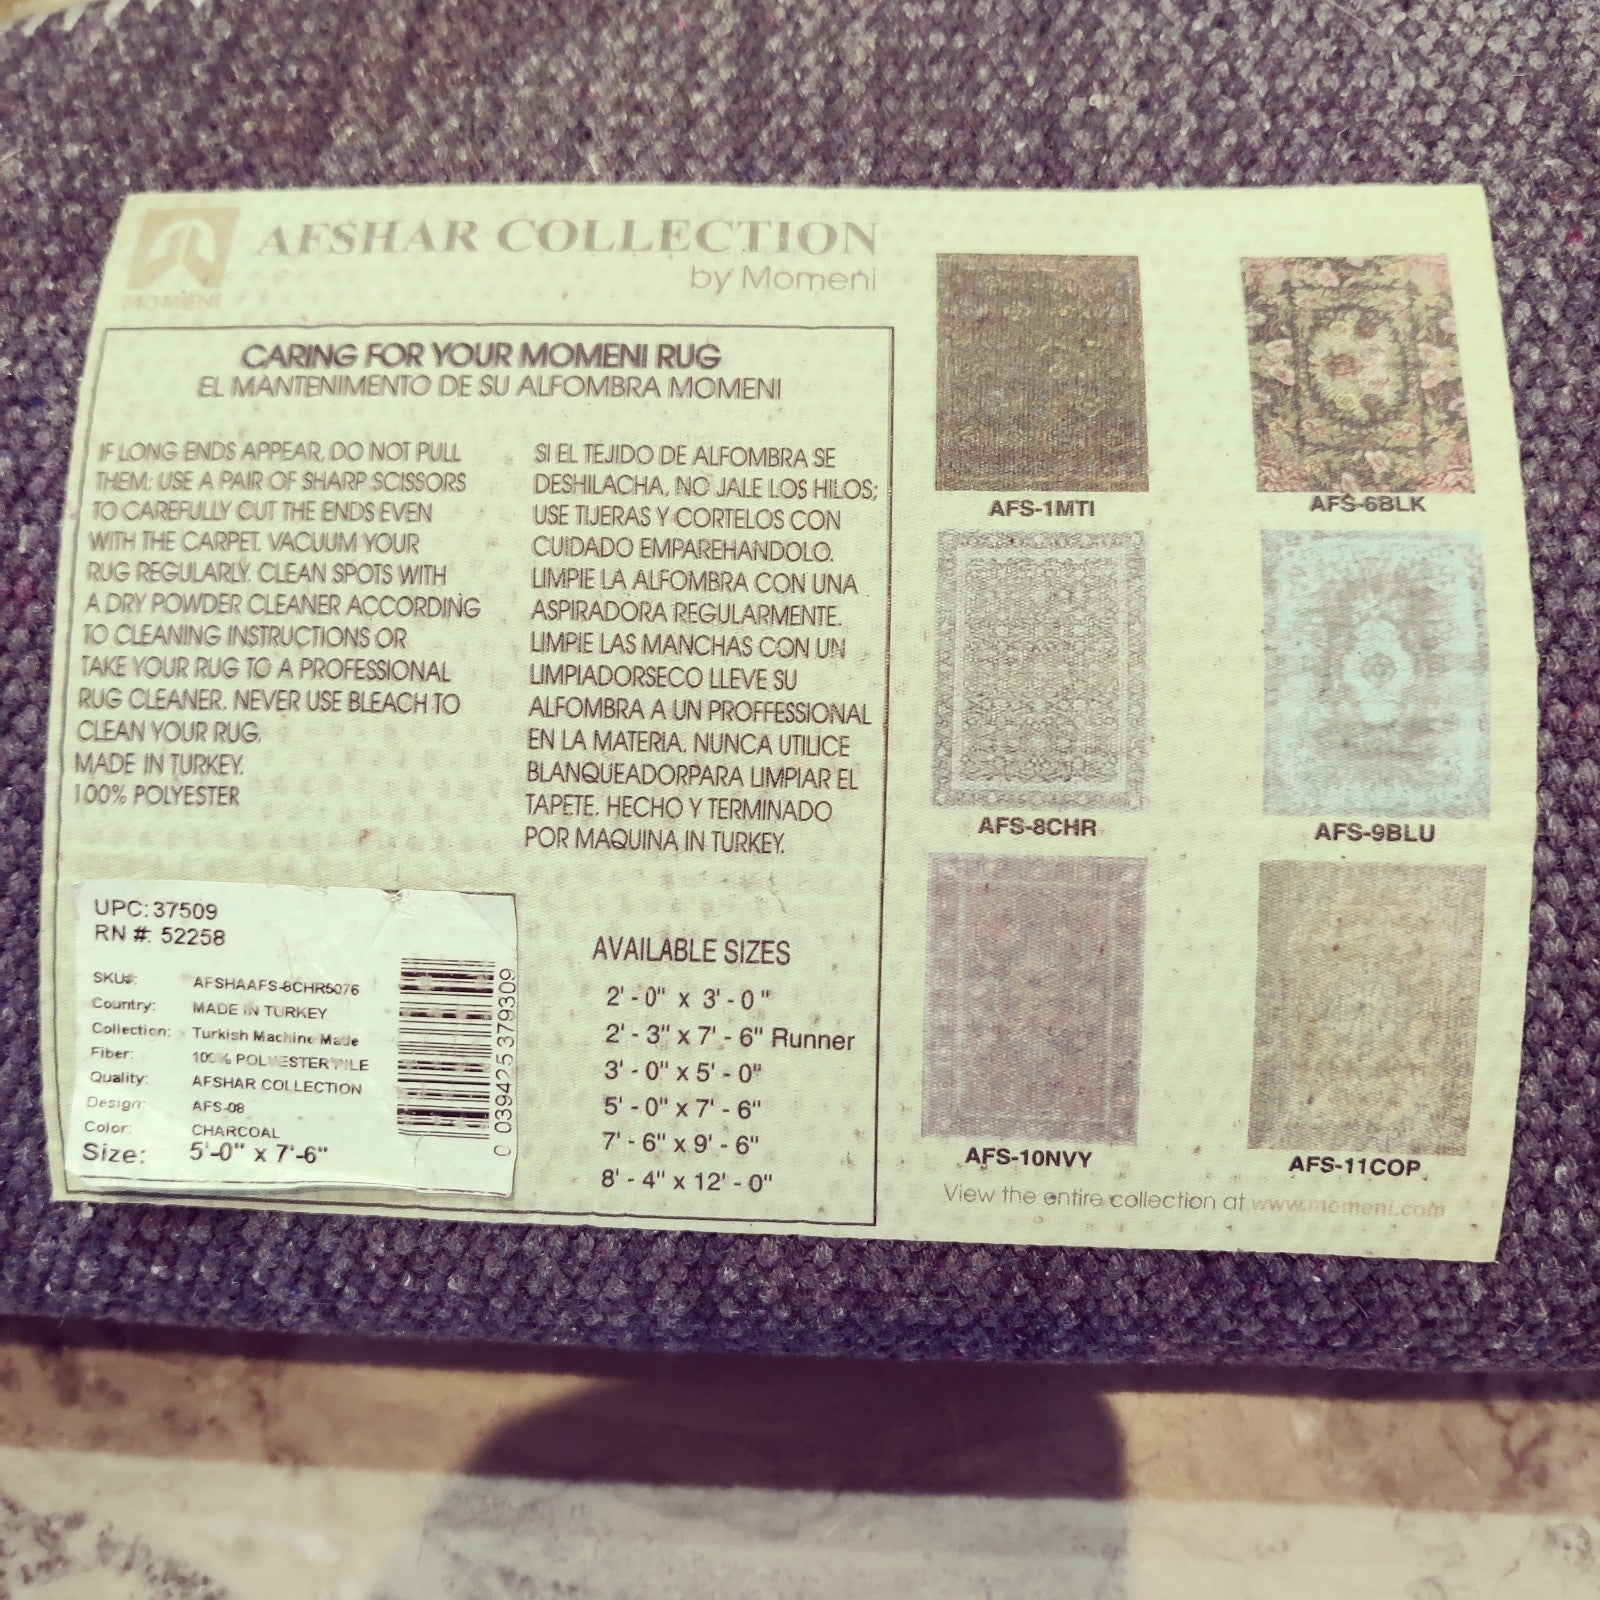 MOMENI
AFSHAR COLLECTION
by Momeni
CARING FOR YOUR MOMENI RUG
EL MANTENIMENTO DE SU ALFOMBRA MOMENI
IF LONG ENDS APPEAR, DO NOT PULL
THEM; USE A PAIR OF SHARP SCISSORS
TO CAREFULLY CUT THE ENDS EVEN
WITH THE CARPET. VACUUM YOUR
RUG REGULARLY. CLEAN SPOTS WITH
A DRY POWDER CLEANER ACCORDING
TO CLEANING INSTRUCTIONS OR
TAKE YOUR RUG TO A PROFESSIONAL
RUG CLEANER. NEVER USE BLEACH TO
CLEAN YOUR RUG.
MADE IN TURKEY.
100% POLYESTER
SI EL TEJIDO DE ALFOMBRA SE
DESHILACHA, NO JALE LOS HILOS;
USE TIJERAS Y CORTELOS CON
CUIDADO EMPAREHANDOLO.
LIMPIE LA ALFOMBRA CON UNA
ASPIRADORA REGULARMENTE.
LIMPIE LAS MANCHAS CON UN
LIMPIADORSECO LLEVE SU
ALFOMBRA A UN PROFFESSIONAL
EN LA MATERIA. NUNCA UTILICE
BLANQUEADORPARA LIMPIAR EL
TAPETE. HECHO Y TERMINADO
POR MAQUINA IN TURKEY.
UPC: 37509
RN #: 52258
SKU#: AFSHAAFS-8CHR5076
Country: MADE IN TURKEY
Collection: Turkish Machine Made
Fiber: 100% POLYESTER PILE
Quality: AFSHAR COLLECTION
Design: AFS-08
Color: CHARCOAL
Size: 5'-0" x 7'-6"
0 039425 379309
AVAILABLE SIZES
2' - 0" x 3' - 0 "
2' - 3" x 7' - 6" Runner
3' - 0" x 5' - 0"
5' - 0" x 7' - 6"
7' - 6" x 9' - 6"
8' - 4" x 12' - 0"
AFS-1MTI
AFS-6BLK
AFS-8CHR
AFS-9BLU
AFS-10NVY
AFS-11COP
View the entire collection at www.momeni.com